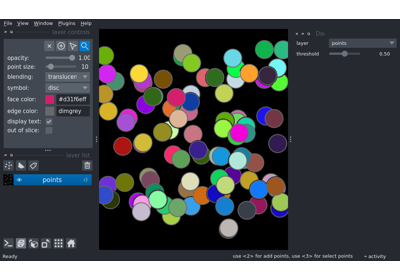 File View Window Plugins Help
layer controls
opacity: 1.00
point size: 10
blending: translucen
symbol: disc
face color: #d31f6eff
edge color: dimgrey
display text:
out of slice:
layer list
points
layer points
threshold 0.50
Ready
use <2> for add points, use <3> for select points
activity